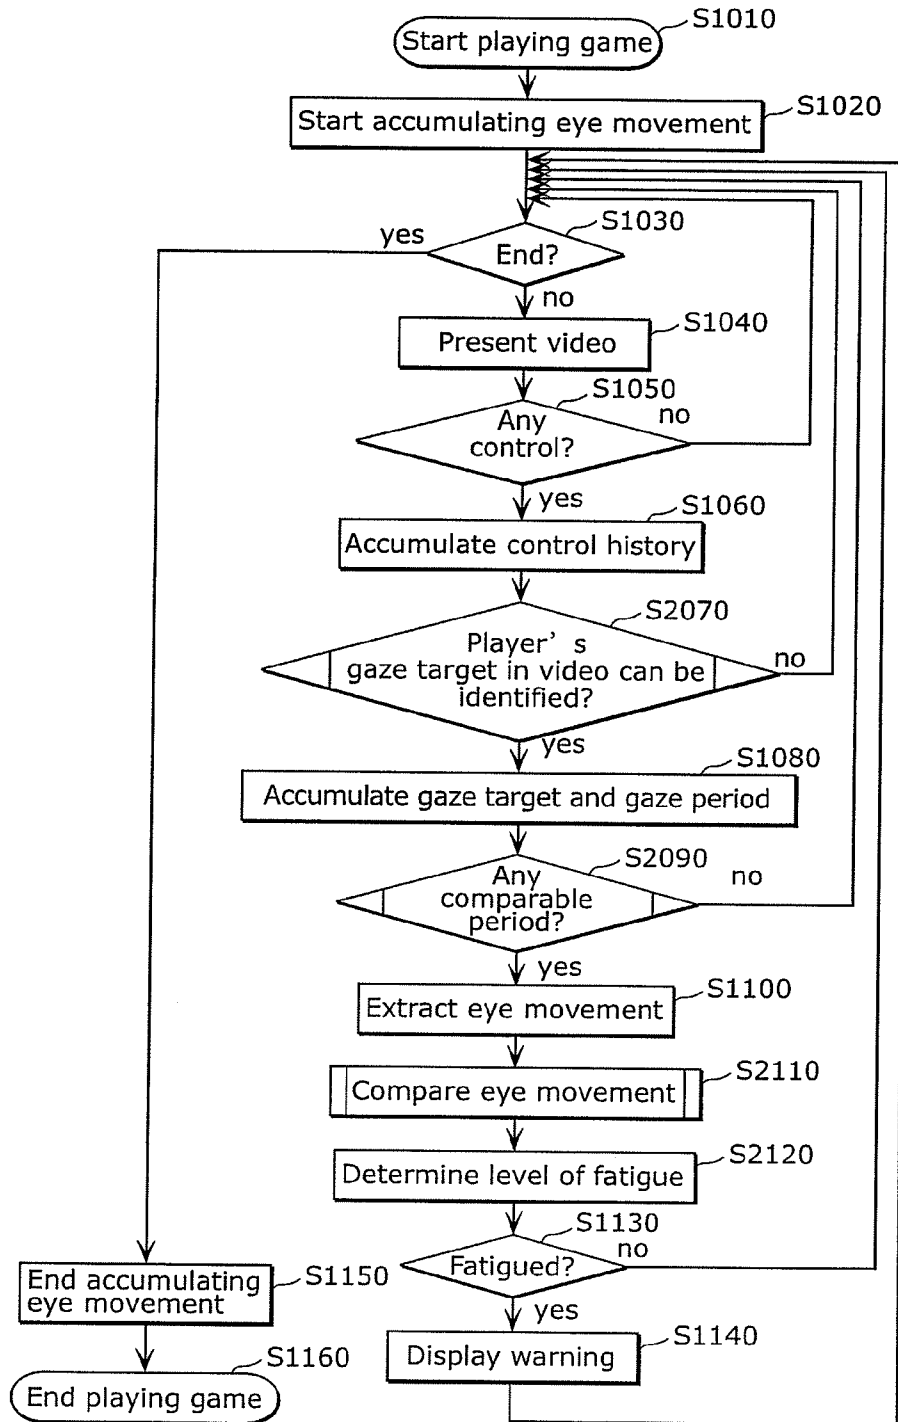 S1010
Start playing game
S1020
Start accumulating eye movement
S1030
yes
End?
no
S1040
Present video
S1050
no
Any
control?
yes
S1060
Accumulate control history
S2070
Player's
gaze target in video can be
identified?
no
yes
S1080
Accumulate gaze target and gaze period
S2090
no
Any
comparable
period?
yes
S1100
Extract eye movement
S2110
Compare eye movement
S2120
Determine level of fatigue
S1130
no
Fatigued?
yes
S1140
Display warning
S1150
End accumulating
eye movement
S1160
End playing game